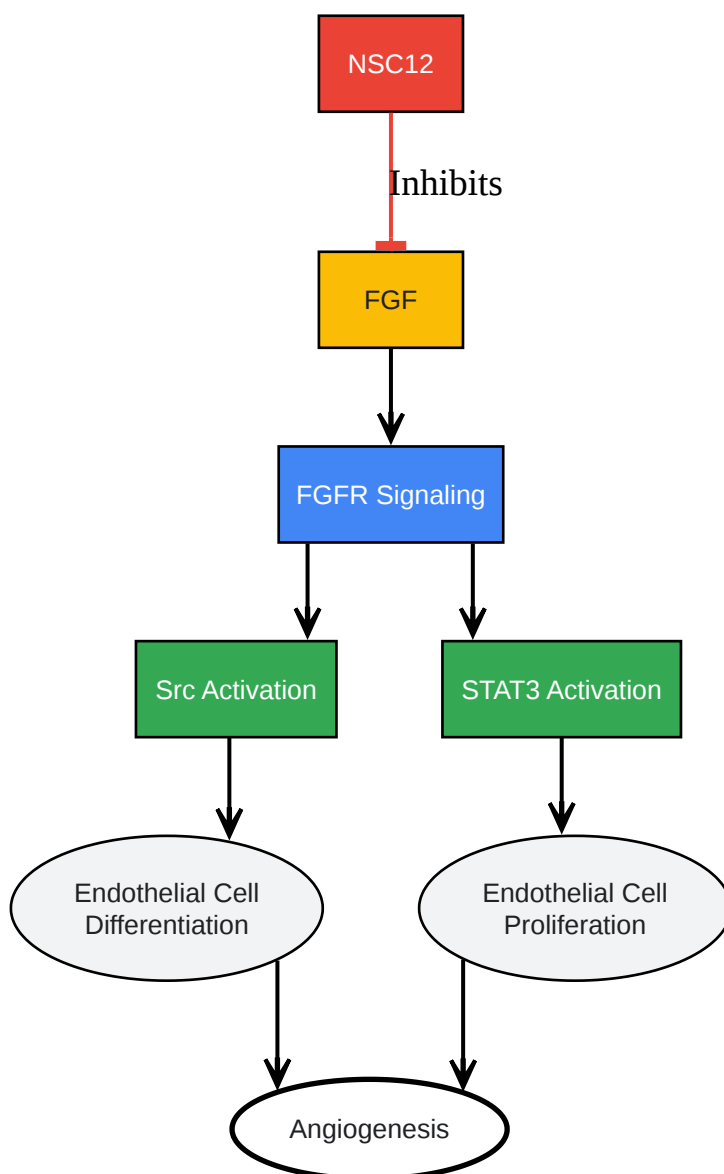 NSC12
Inhibits
FGF
FGFR Signaling
Src Activation
STAT3 Activation
Endothelial Cell
Differentiation
Endothelial Cell
Proliferation
Angiogenesis